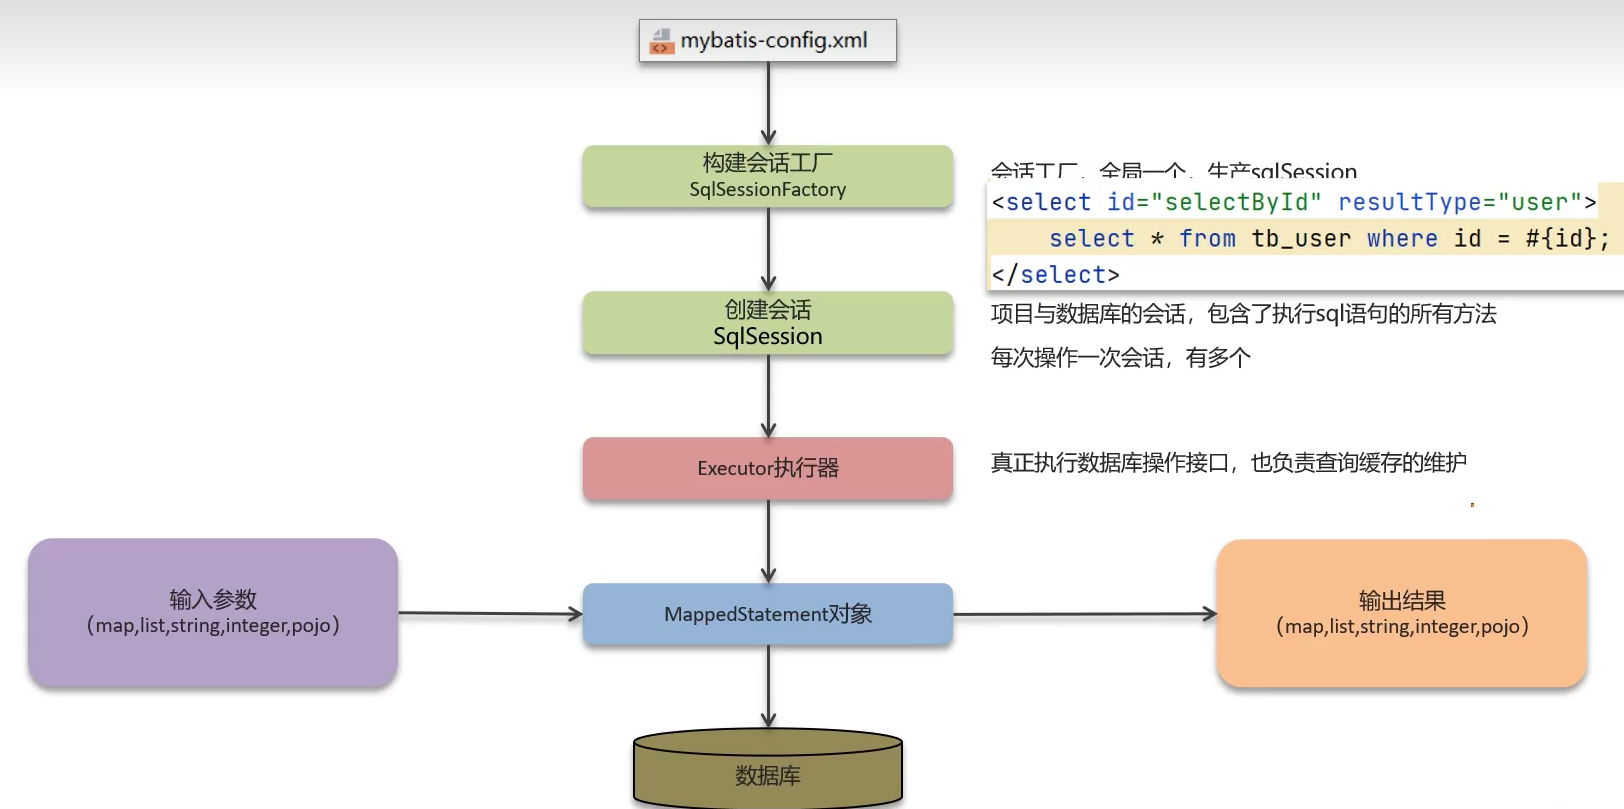 mybatis-config.xml
构建会话工厂
SqlSessionFactory
会话工厂，全局一个，生产sqlSession
<select id="selectById" resultType="user">
select * from tb_user where id = #{id};
</select>
创建会话
SqlSession
项目与数据库的会话，包含了执行sql语句的所有方法
每次操作一次会话，有多个
Executor执行器
真正执行数据库操作接口，也负责查询缓存的维护
输入参数
（map,list,string,integer,pojo）
MappedStatement对象
输出结果
（map,list,string,integer,pojo）
数据库